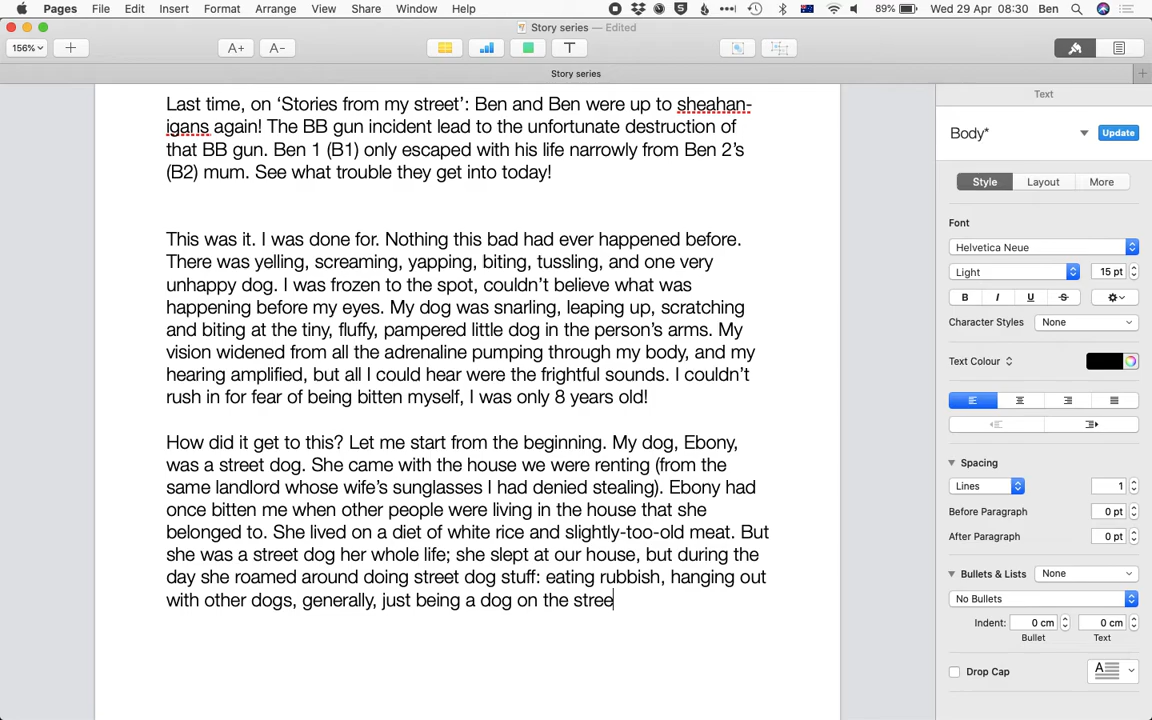 Pages File Edit Insert Format Arrange View Share Window Help 89% Wed 29 Apr 08:30 Ben
Story series — Edited
156% A+ A-
Story series
Last time, on ‘Stories from my street’: Ben and Ben were up to sheahan-
igans again! The BB gun incident lead to the unfortunate destruction of
that BB gun. Ben 1 (B1) only escaped with his life narrowly from Ben 2’s
(B2) mum. See what trouble they get into today!
This was it. I was done for. Nothing this bad had ever happened before.
There was yelling, screaming, yapping, biting, tussling, and one very
unhappy dog. I was frozen to the spot, couldn’t believe what was
happening before my eyes. My dog was snarling, leaping up, scratching
and biting at the tiny, fluffy, pampered little dog in the person’s arms. My
vision widened from all the adrenaline pumping through my body, and my
hearing amplified, but all I could hear were the frightful sounds. I couldn’t
rush in for fear of being bitten myself, I was only 8 years old!
How did it get to this? Let me start from the beginning. My dog, Ebony,
was a street dog. She came with the house we were renting (from the
same landlord whose wife’s sunglasses I had denied stealing). Ebony had
once bitten me when other people were living in the house that she
belonged to. She lived on a diet of white rice and slightly-too-old meat. But
she was a street dog her whole life; she slept at our house, but during the
day she roamed around doing street dog stuff: eating rubbish, hanging out
with other dogs, generally, just being a dog on the stree
Text
Body* Update
Style Layout More
Font
Helvetica Neue
Light 15 pt
B I U S
Character Styles None
Text Colour
Spacing
Lines 1
Before Paragraph 0 pt
After Paragraph 0 pt
Bullets & Lists None
No Bullets
Indent: 0 cm 0 cm
Bullet Text
Drop Cap A